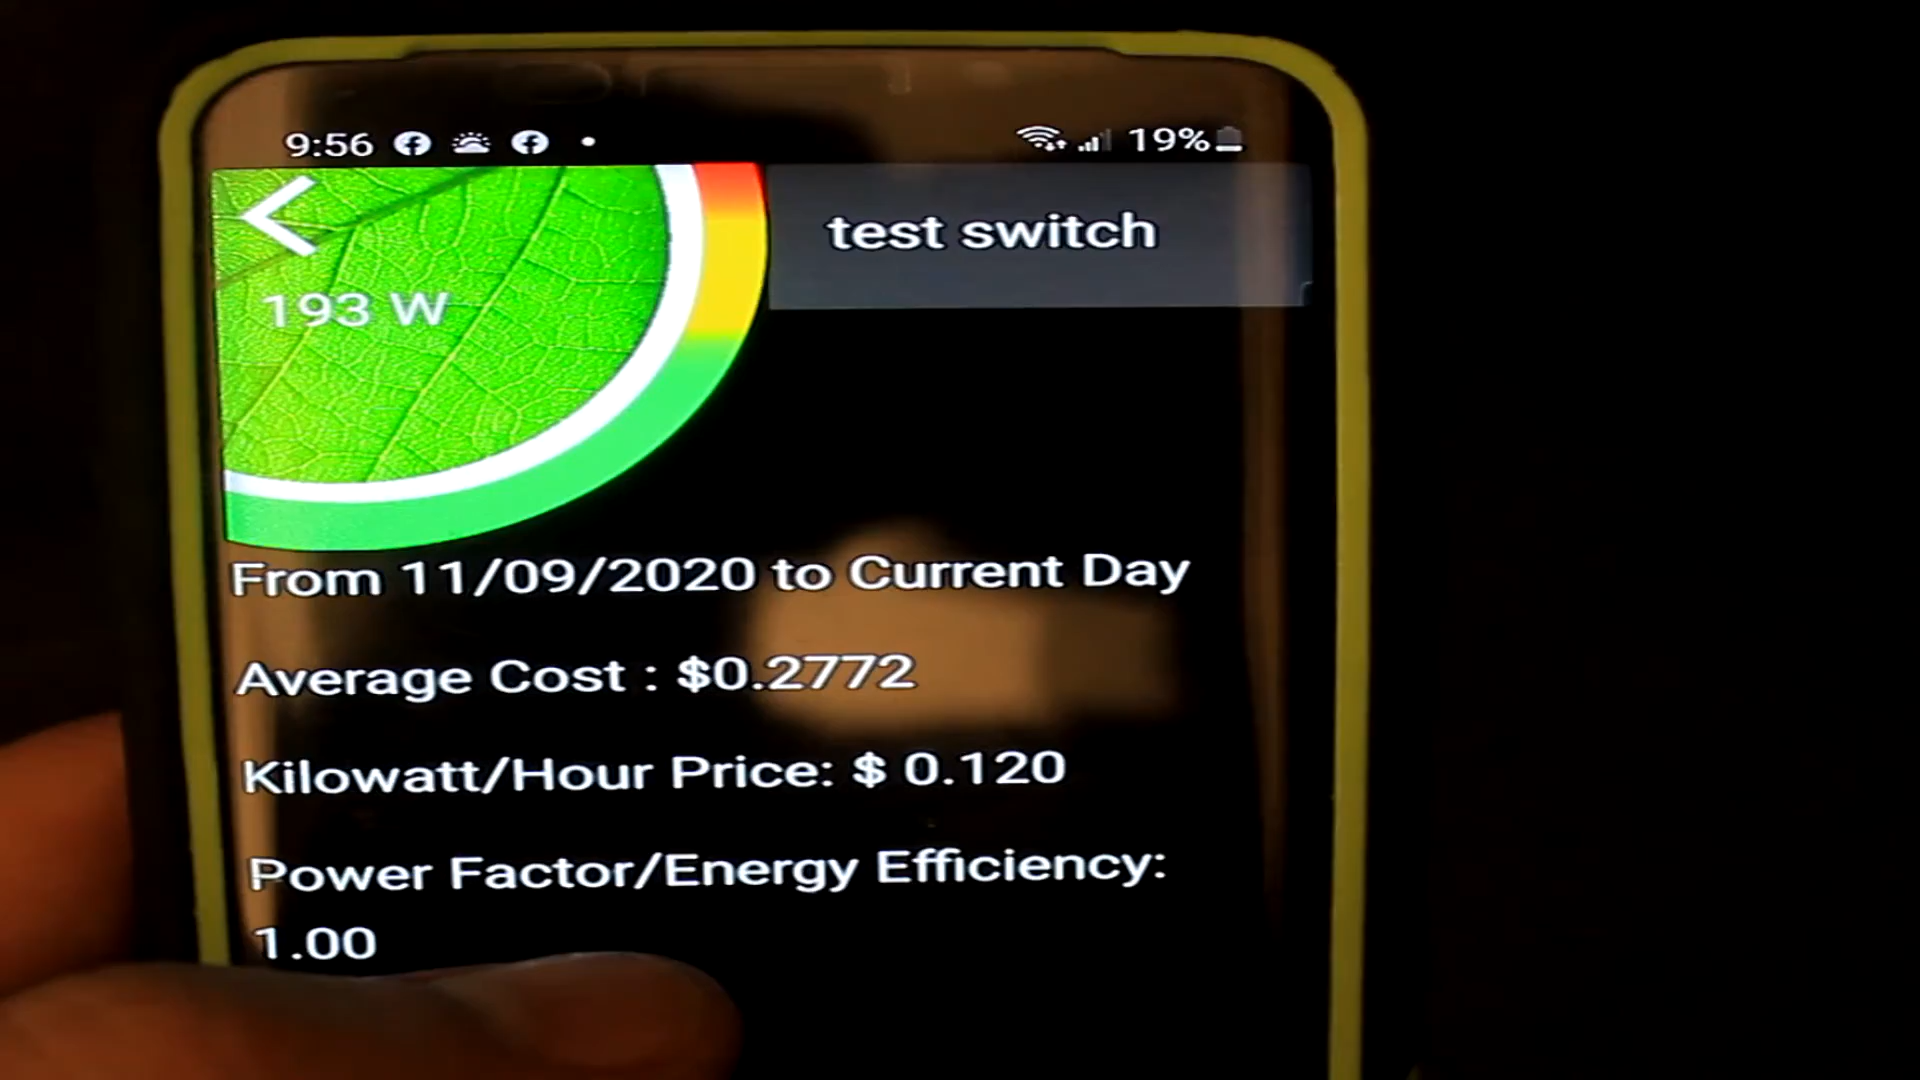 9:56 19%
test switch
193 W
From 11/09/2020 to Current Day
Average Cost : $0.2772
Kilowatt/Hour Price: $ 0.120
Power Factor/Energy Efficiency:
1.00